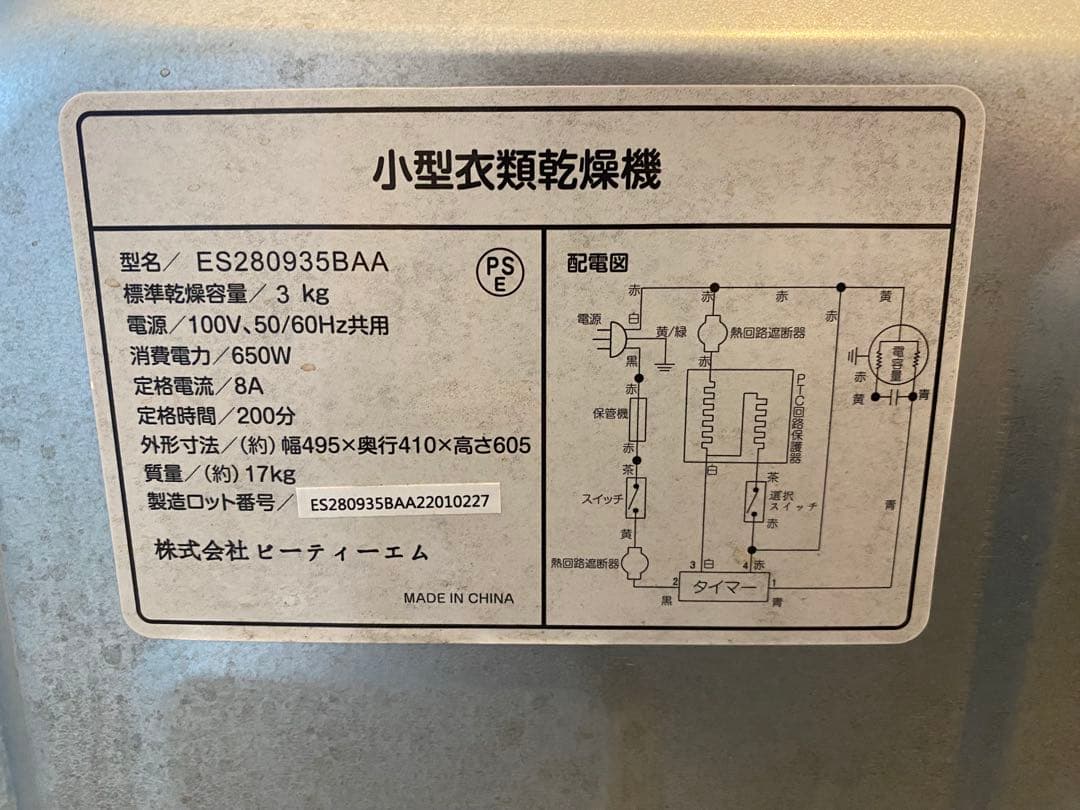 小型衣類乾燥機
型名／ ES280935BAA
PS
E
標準乾燥容量／ 3 kg
電源／100V、50/60Hz共用
消費電力／650W
定格電流／8A
定格時間／200分
外形寸法／(約) 幅495×奥行410×高さ605
質量／(約) 17kg
製造ロット番号／ ES280935BAA22010227
株式会社 ピーティーエム
MADE IN CHINA
配電図
赤
赤
赤
黄
電源
白
黄/緑
赤
熱回路遮断器
電容量
黒
赤
赤
黄
青
赤
保管機
PTC回路保護器
赤
茶
白
茶
スイッチ
選択
スイッチ
青
黄
赤
熱回路遮断器
3
白
4
赤
2
タイマー
1
黒
青